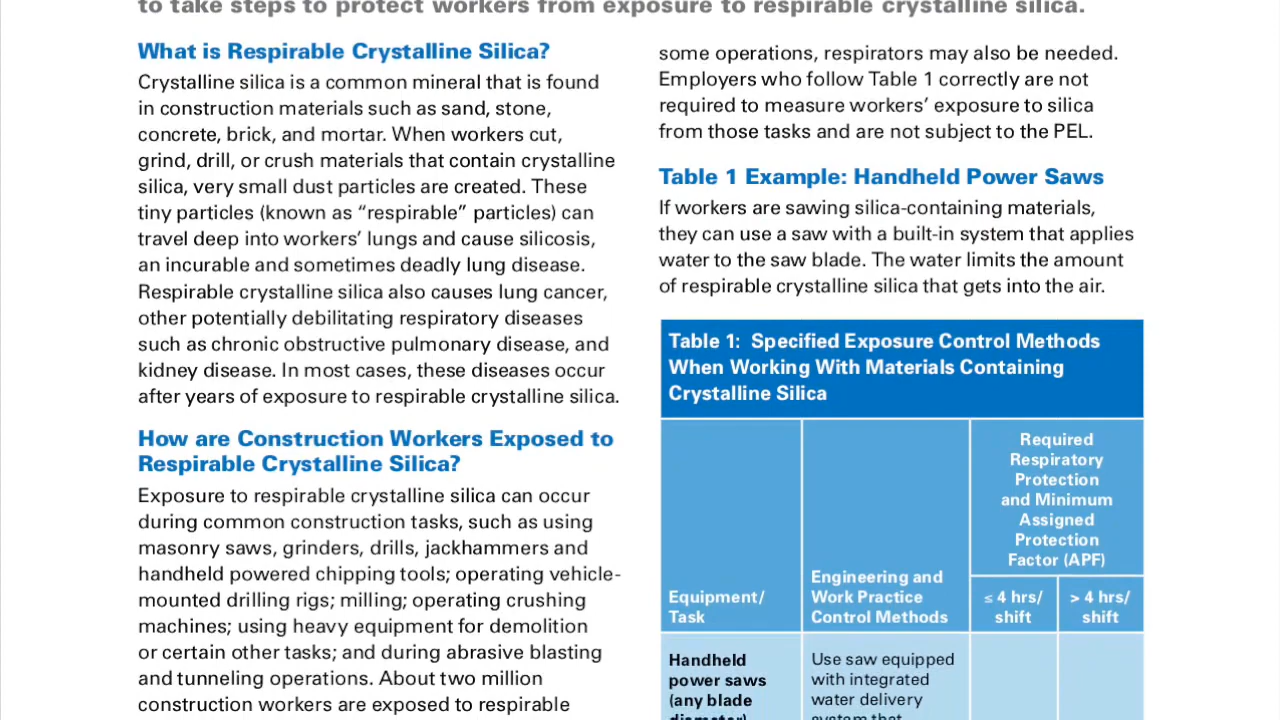 to take steps to protect workers from exposure to respirable crystalline silica.
What is Respirable Crystalline Silica?
Crystalline silica is a common mineral that is found
in construction materials such as sand, stone,
concrete, brick, and mortar. When workers cut,
grind, drill, or crush materials that contain crystalline
silica, very small dust particles are created. These
tiny particles (known as “respirable” particles) can
travel deep into workers’ lungs and cause silicosis,
an incurable and sometimes deadly lung disease.
Respirable crystalline silica also causes lung cancer,
other potentially debilitating respiratory diseases
such as chronic obstructive pulmonary disease, and
kidney disease. In most cases, these diseases occur
after years of exposure to respirable crystalline silica.
How are Construction Workers Exposed to
Respirable Crystalline Silica?
Exposure to respirable crystalline silica can occur
during common construction tasks, such as using
masonry saws, grinders, drills, jackhammers and
handheld powered chipping tools; operating vehicle-
mounted drilling rigs; milling; operating crushing
machines; using heavy equipment for demolition
or certain other tasks; and during abrasive blasting
and tunneling operations. About two million
construction workers are exposed to respirable
some operations, respirators may also be needed.
Employers who follow Table 1 correctly are not
required to measure workers’ exposure to silica
from those tasks and are not subject to the PEL.
Table 1 Example: Handheld Power Saws
If workers are sawing silica-containing materials,
they can use a saw with a built-in system that applies
water to the saw blade. The water limits the amount
of respirable crystalline silica that gets into the air.
Table 1: Specified Exposure Control Methods
When Working With Materials Containing
Crystalline Silica
Equipment/
Task
Engineering and
Work Practice
Control Methods
Required
Respiratory
Protection
and Minimum
Assigned
Protection
Factor (APF)
≤ 4 hrs/
shift
> 4 hrs/
shift
Handheld
power saws
(any blade
diameter)
Use saw equipped
with integrated
water delivery
system that